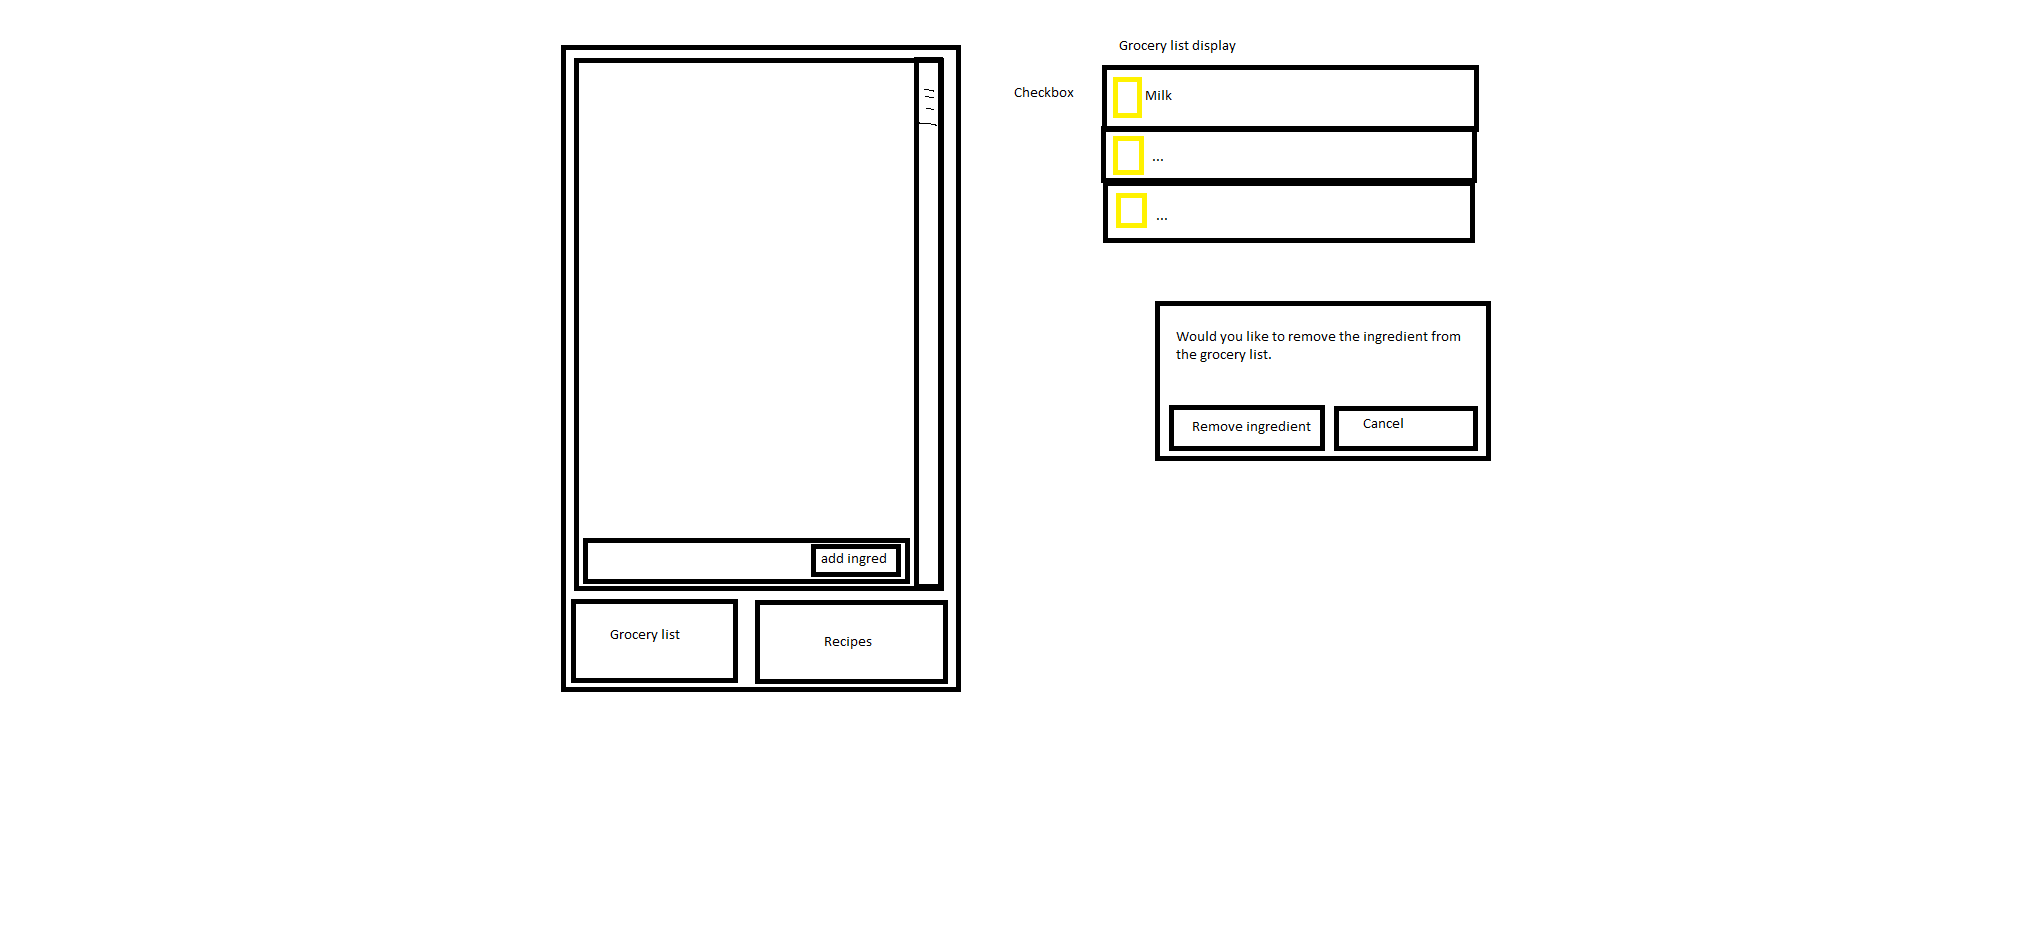 Grocery list display
Checkbox
Milk
...
...
Would you like to remove the ingredient from
the grocery list.
Remove ingredient
Cancel
add ingred
Grocery list
Recipes